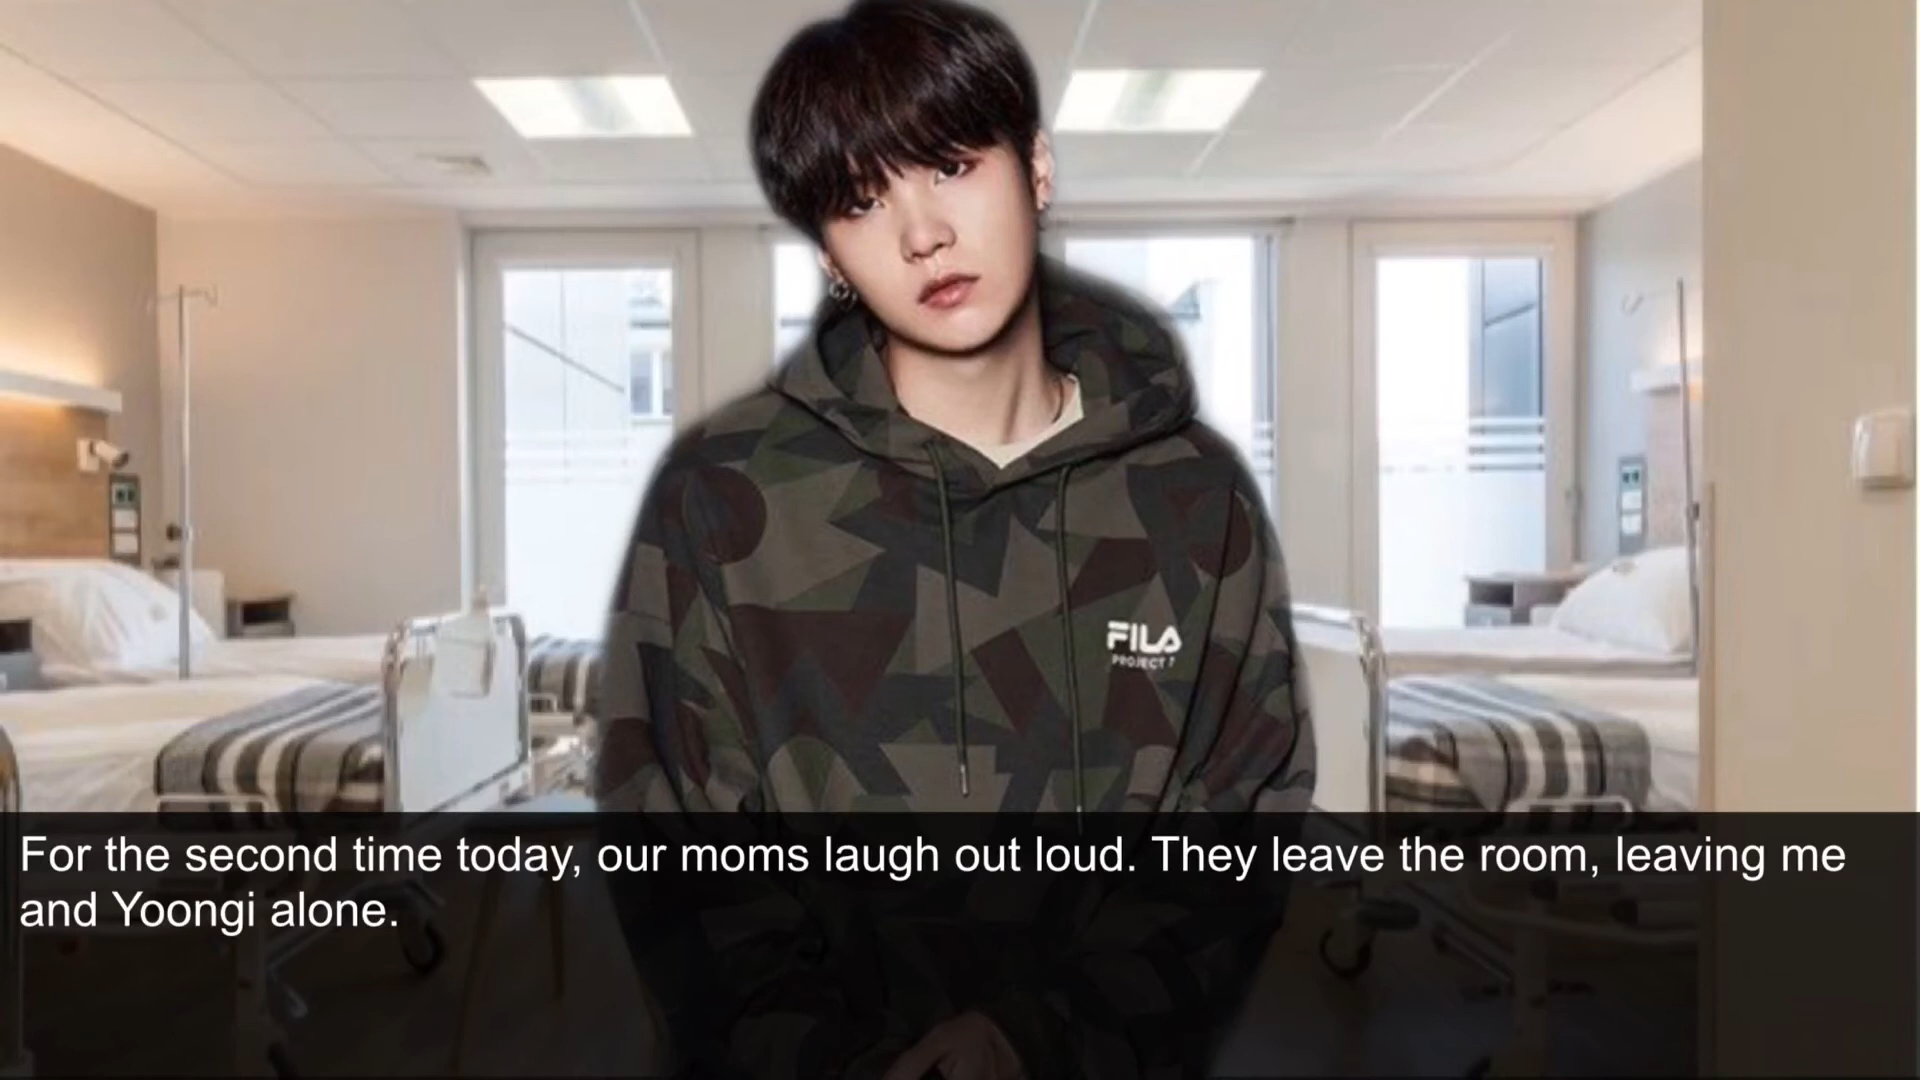 FILA
PROJECT 7
For the second time today, our moms laugh out loud. They leave the room, leaving me
and Yoongi alone.